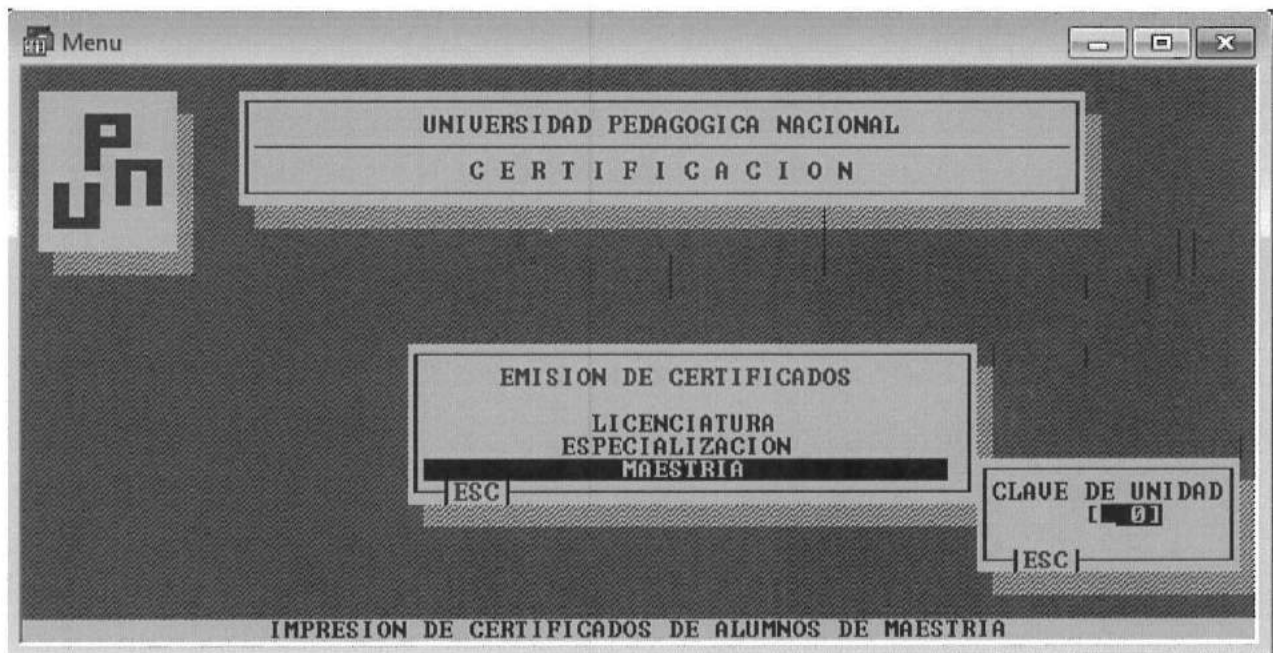 Menu
UPN
UNIVERSIDAD PEDAGOGICA NACIONAL
C E R T I F I C A C I O N
EMISION DE CERTIFICADOS
LICENCIATURA
ESPECIALIZACION
MAESTRIA
ESC
CLAVE DE UNIDAD
[ 0]
ESC
IMPRESION DE CERTIFICADOS DE ALUMNOS DE MAESTRIA